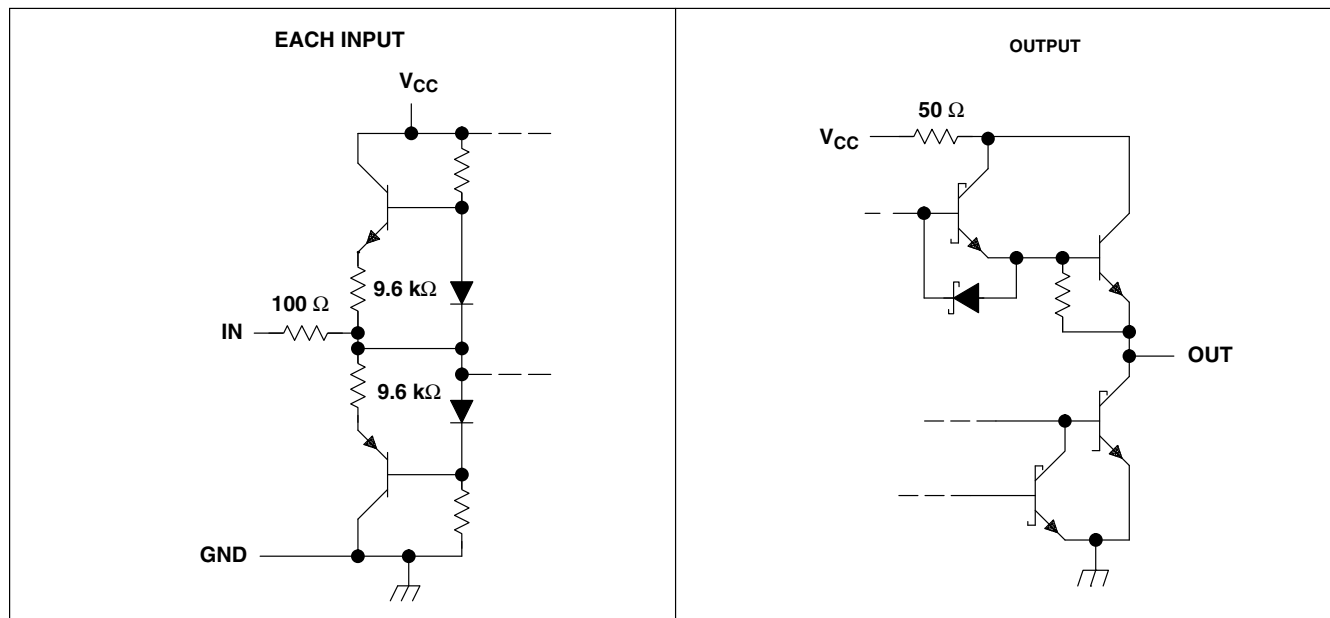 EACH INPUT
VCC
9.6 kΩ
100 Ω
IN
9.6 kΩ
GND
OUTPUT
50 Ω
VCC
OUT